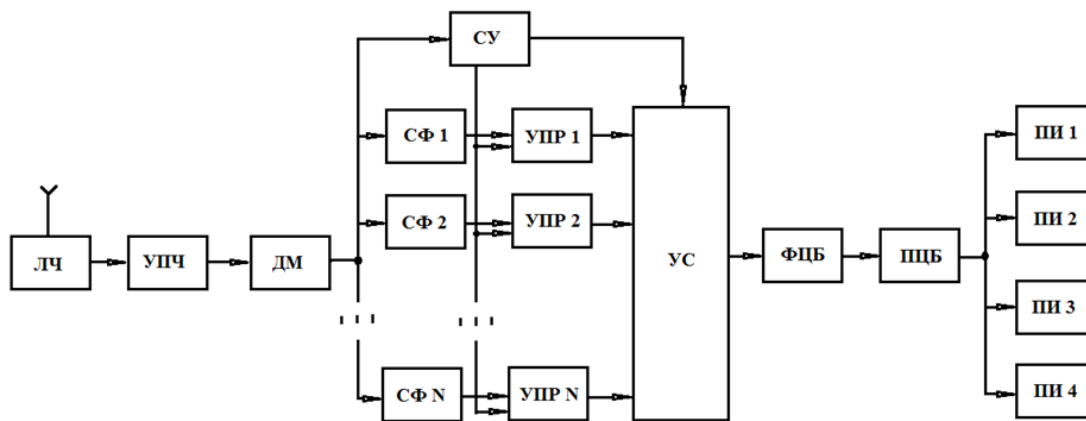 СУ
СФ 1
УПР 1
ПИ 1
СФ 2
УПР 2
ПИ 2
ЛЧ
УПЧ
ДМ
УС
ФЦБ
ПЦБ
ПИ 3
СФ N
УПР N
ПИ 4